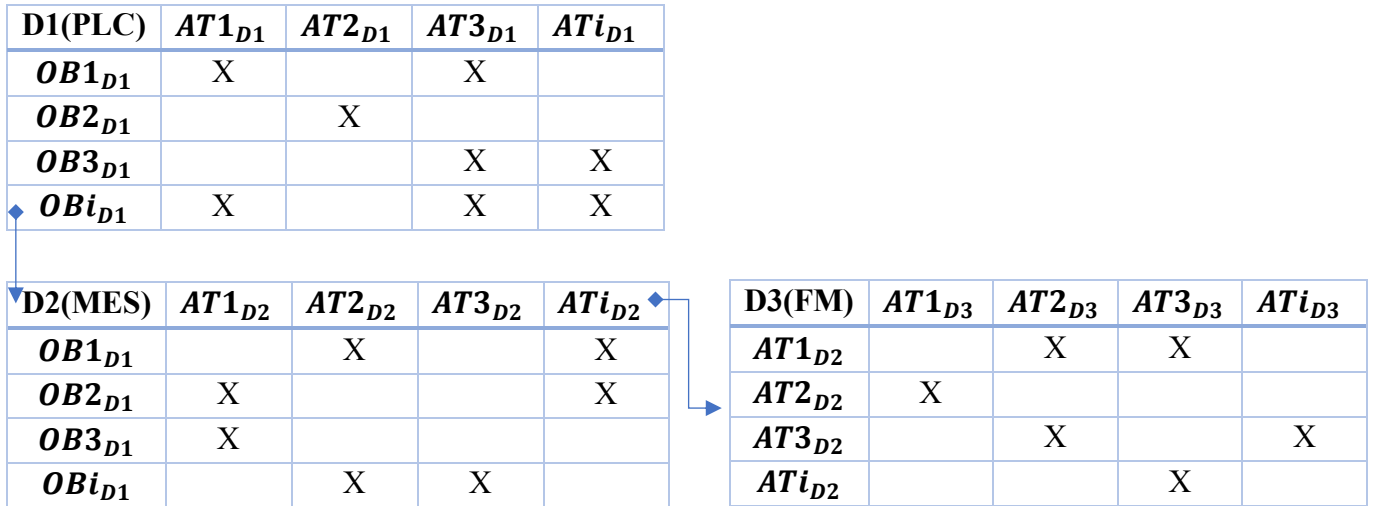 D1(PLC) AT1D1 AT2D1 AT3D1 ATiD1
OB1D1 X X
OB2D1 X
OB3D1 X X
OBiD1 X X X
D2(MES) AT1D2 AT2D2 AT3D2 ATiD2
OB1D1 X X
OB2D1 X X
OB3D1 X
OBiD1 X X
D3(FM) AT1D3 AT2D3 AT3D3 ATiD3
AT1D2 X X
AT2D2 X
AT3D2 X X
ATiD2 X